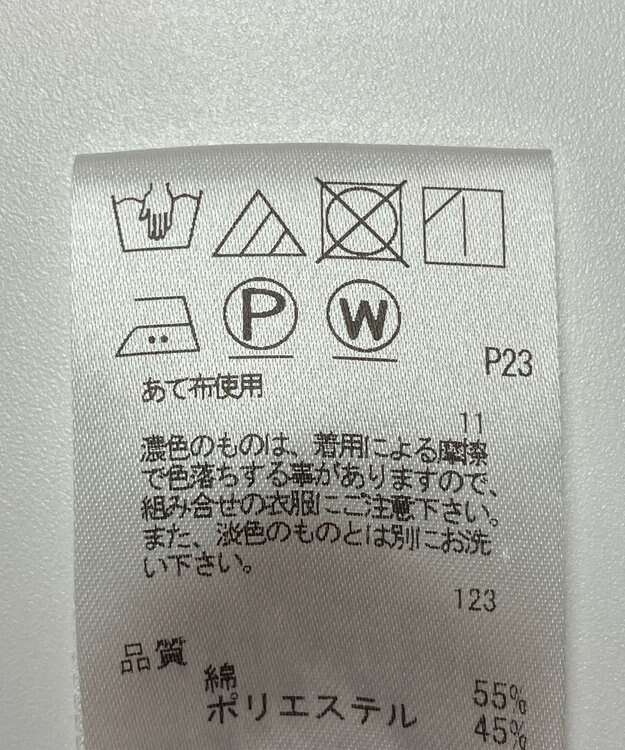 P W
P23
あて布使用
11
濃色のものは、着用による摩擦
で色落ちする事がありますので、
組み合せの衣服にご注意下さい。
また、淡色のものとは別にお洗
い下さい。
123
品質
綿 55%
ポリエステル 45%